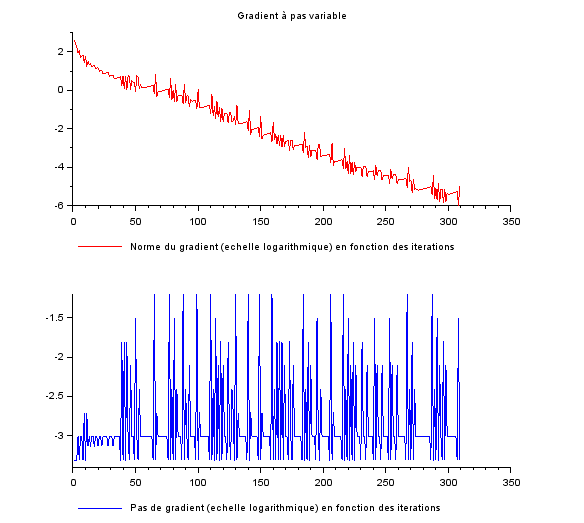 Gradient à pas variable
2
0
-2
-4
-6
0 50 100 150 200 250 300 350
Norme du gradient (echelle logarithmique) en fonction des iterations
-1.5
-2
-2.5
-3
0 50 100 150 200 250 300 350
Pas de gradient (echelle logarithmique) en fonction des iterations